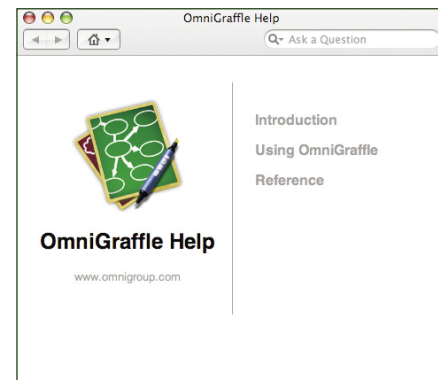 OmniGraffle Help
Ask a Question
OmniGraffle Help
www.omnigroup.com
Introduction
Using OmniGraffle
Reference